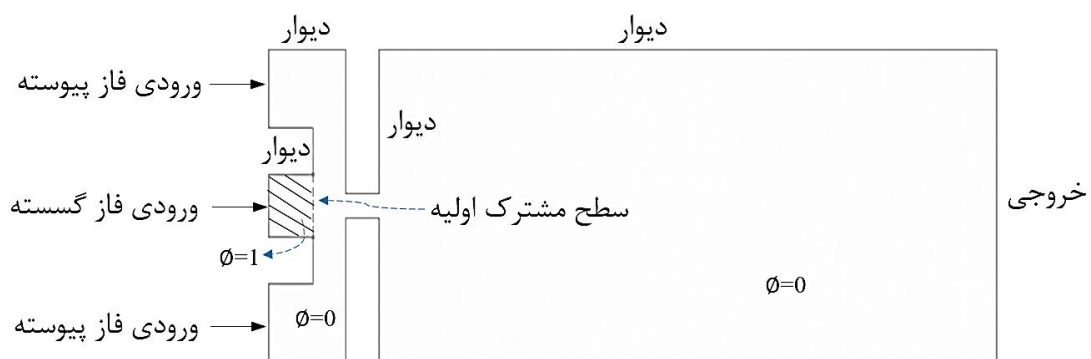 دیوار
دیوار
ورودی فاز پیوسته
دیوار
دیوار
ورودی فاز گسسته
سطح مشترک اولیه
خروجی
Ø=1
Ø=0
Ø=0
ورودی فاز پیوسته